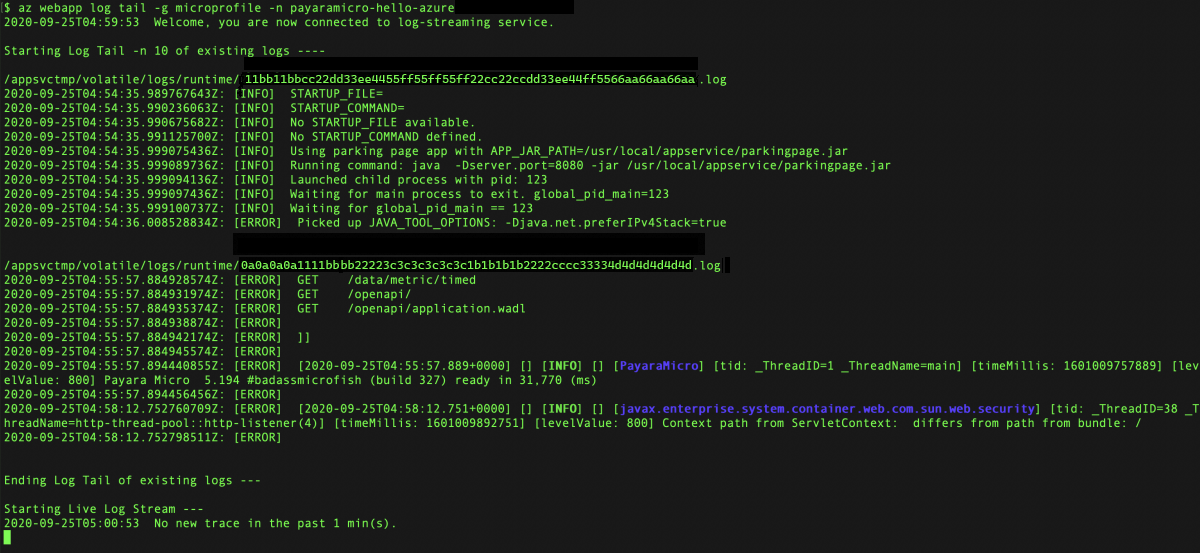 $ az webapp log tail -g microprofile -n payaramicro-hello-azure
2020-09-25T04:59:53  Welcome, you are now connected to log-streaming service.
Starting Log Tail -n 10 of existing logs ----
/appsvctmp/volatile/logs/runtime/11bb11bbcc22dd33ee4455ff55ff55ff22cc22ccdd33ee44ff5566aa66aa66aa.log
2020-09-25T04:54:35.989767643Z: [INFO]  STARTUP_FILE=
2020-09-25T04:54:35.990236063Z: [INFO]  STARTUP_COMMAND=
2020-09-25T04:54:35.990675682Z: [INFO]  No STARTUP_FILE available.
2020-09-25T04:54:35.991125700Z: [INFO]  No STARTUP_COMMAND defined.
2020-09-25T04:54:35.999075436Z: [INFO]  Using parking page app with APP_JAR_PATH=/usr/local/appservice/parkingpage.jar
2020-09-25T04:54:35.999089736Z: [INFO]  Running command: java  -Dserver.port=8080 -jar /usr/local/appservice/parkingpage.jar
2020-09-25T04:54:35.999094136Z: [INFO]  Launched child process with pid: 123
2020-09-25T04:54:35.999097436Z: [INFO]  Waiting for main process to exit. global_pid_main=123
2020-09-25T04:54:35.999100737Z: [INFO]  Waiting for global_pid_main == 123
2020-09-25T04:54:36.008528834Z: [ERROR]  Picked up JAVA_TOOL_OPTIONS: -Djava.net.preferIPv4Stack=true
/appsvctmp/volatile/logs/runtime/0a0a0a0a1111bbbb22223c3c3c3c3c3c1b1b1b1b2222cccc33334d4d4d4d4d4d.log
2020-09-25T04:55:57.884928574Z: [ERROR]  GET    /data/metric/timed
2020-09-25T04:55:57.884931974Z: [ERROR]  GET    /openapi/
2020-09-25T04:55:57.884935374Z: [ERROR]  GET    /openapi/application.wadl
2020-09-25T04:55:57.884938874Z: [ERROR]
2020-09-25T04:55:57.884942174Z: [ERROR]  ]]
2020-09-25T04:55:57.884945574Z: [ERROR]
2020-09-25T04:55:57.894440855Z: [ERROR]  [2020-09-25T04:55:57.889+0000] [] [INFO] [] [PayaraMicro] [tid: _ThreadID=1 _ThreadName=main] [timeMillis: 1601009757889] [lev
elValue: 800] Payara Micro  5.194 #badassmicrofish (build 327) ready in 31,770 (ms)
2020-09-25T04:55:57.894456456Z: [ERROR]
2020-09-25T04:58:12.752760709Z: [ERROR]  [2020-09-25T04:58:12.751+0000] [] [INFO] [] [javax.enterprise.system.container.web.com.sun.web.security] [tid: _ThreadID=38 _T
hreadName=http-thread-pool::http-listener(4)] [timeMillis: 1601009892751] [levelValue: 800] Context path from ServletContext:  differs from path from bundle: /
2020-09-25T04:58:12.752798511Z: [ERROR]
Ending Log Tail of existing logs ---
Starting Live Log Stream ---
2020-09-25T05:00:53  No new trace in the past 1 min(s).